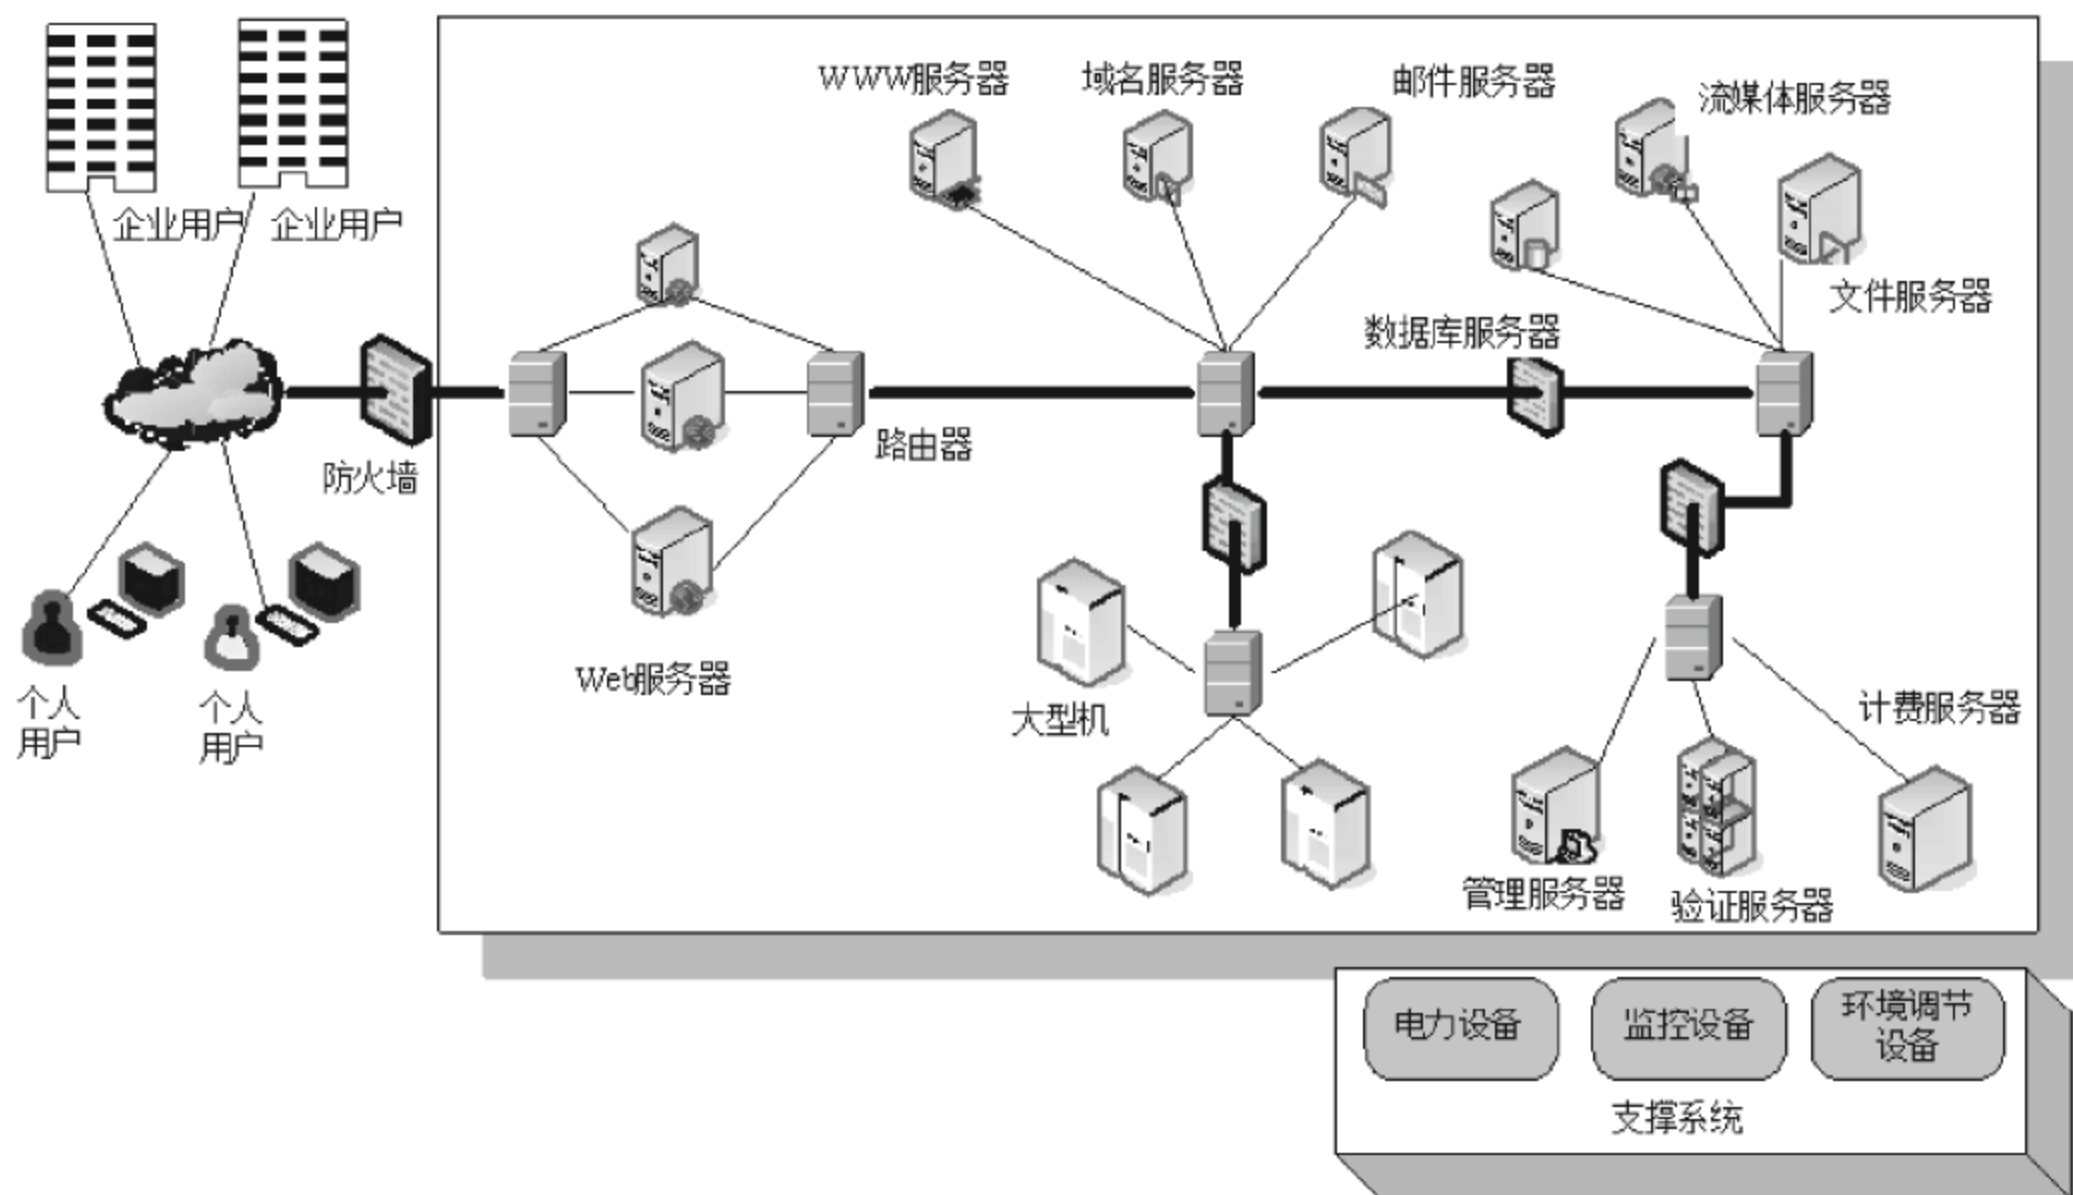 WWW服务器
域名服务器
邮件服务器
流媒体服务器
企业用户
企业用户
文件服务器
数据库服务器
路由器
防火墙
Web服务器
个人
用户
个人
用户
大型机
计费服务器
管理服务器
验证服务器
电力设备
监控设备
环境调节
设备
支撑系统